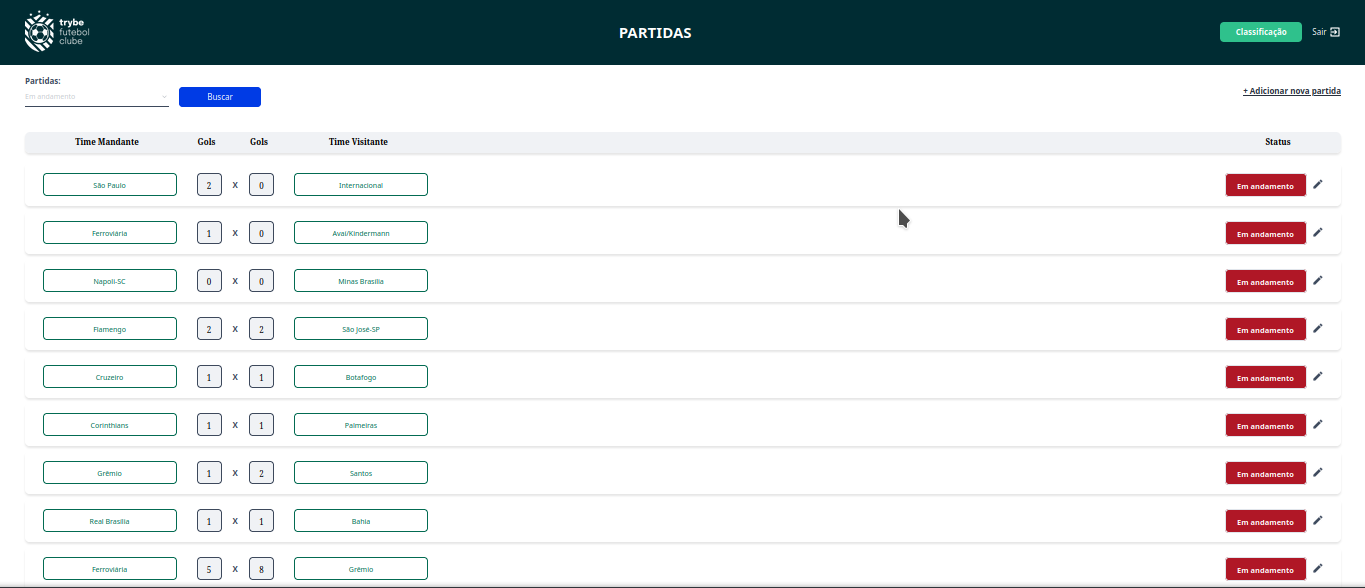 trybe
futebol
clube
PARTIDAS
Classificação
Sair
Partidas:
Em andamento
Buscar
+ Adicionar nova partida
Time Mandante Gols Gols Time Visitante Status
São Paulo 2 X 0 Internacional Em andamento
Ferroviária 1 X 0 Avaí/Kindermann Em andamento
Napoli-SC 0 X 0 Minas Brasília Em andamento
Flamengo 2 X 2 São José-SP Em andamento
Cruzeiro 1 X 1 Botafogo Em andamento
Corinthians 1 X 1 Palmeiras Em andamento
Grêmio 1 X 2 Santos Em andamento
Real Brasília 1 X 1 Bahia Em andamento
Ferroviária 5 X 8 Grêmio Em andamento